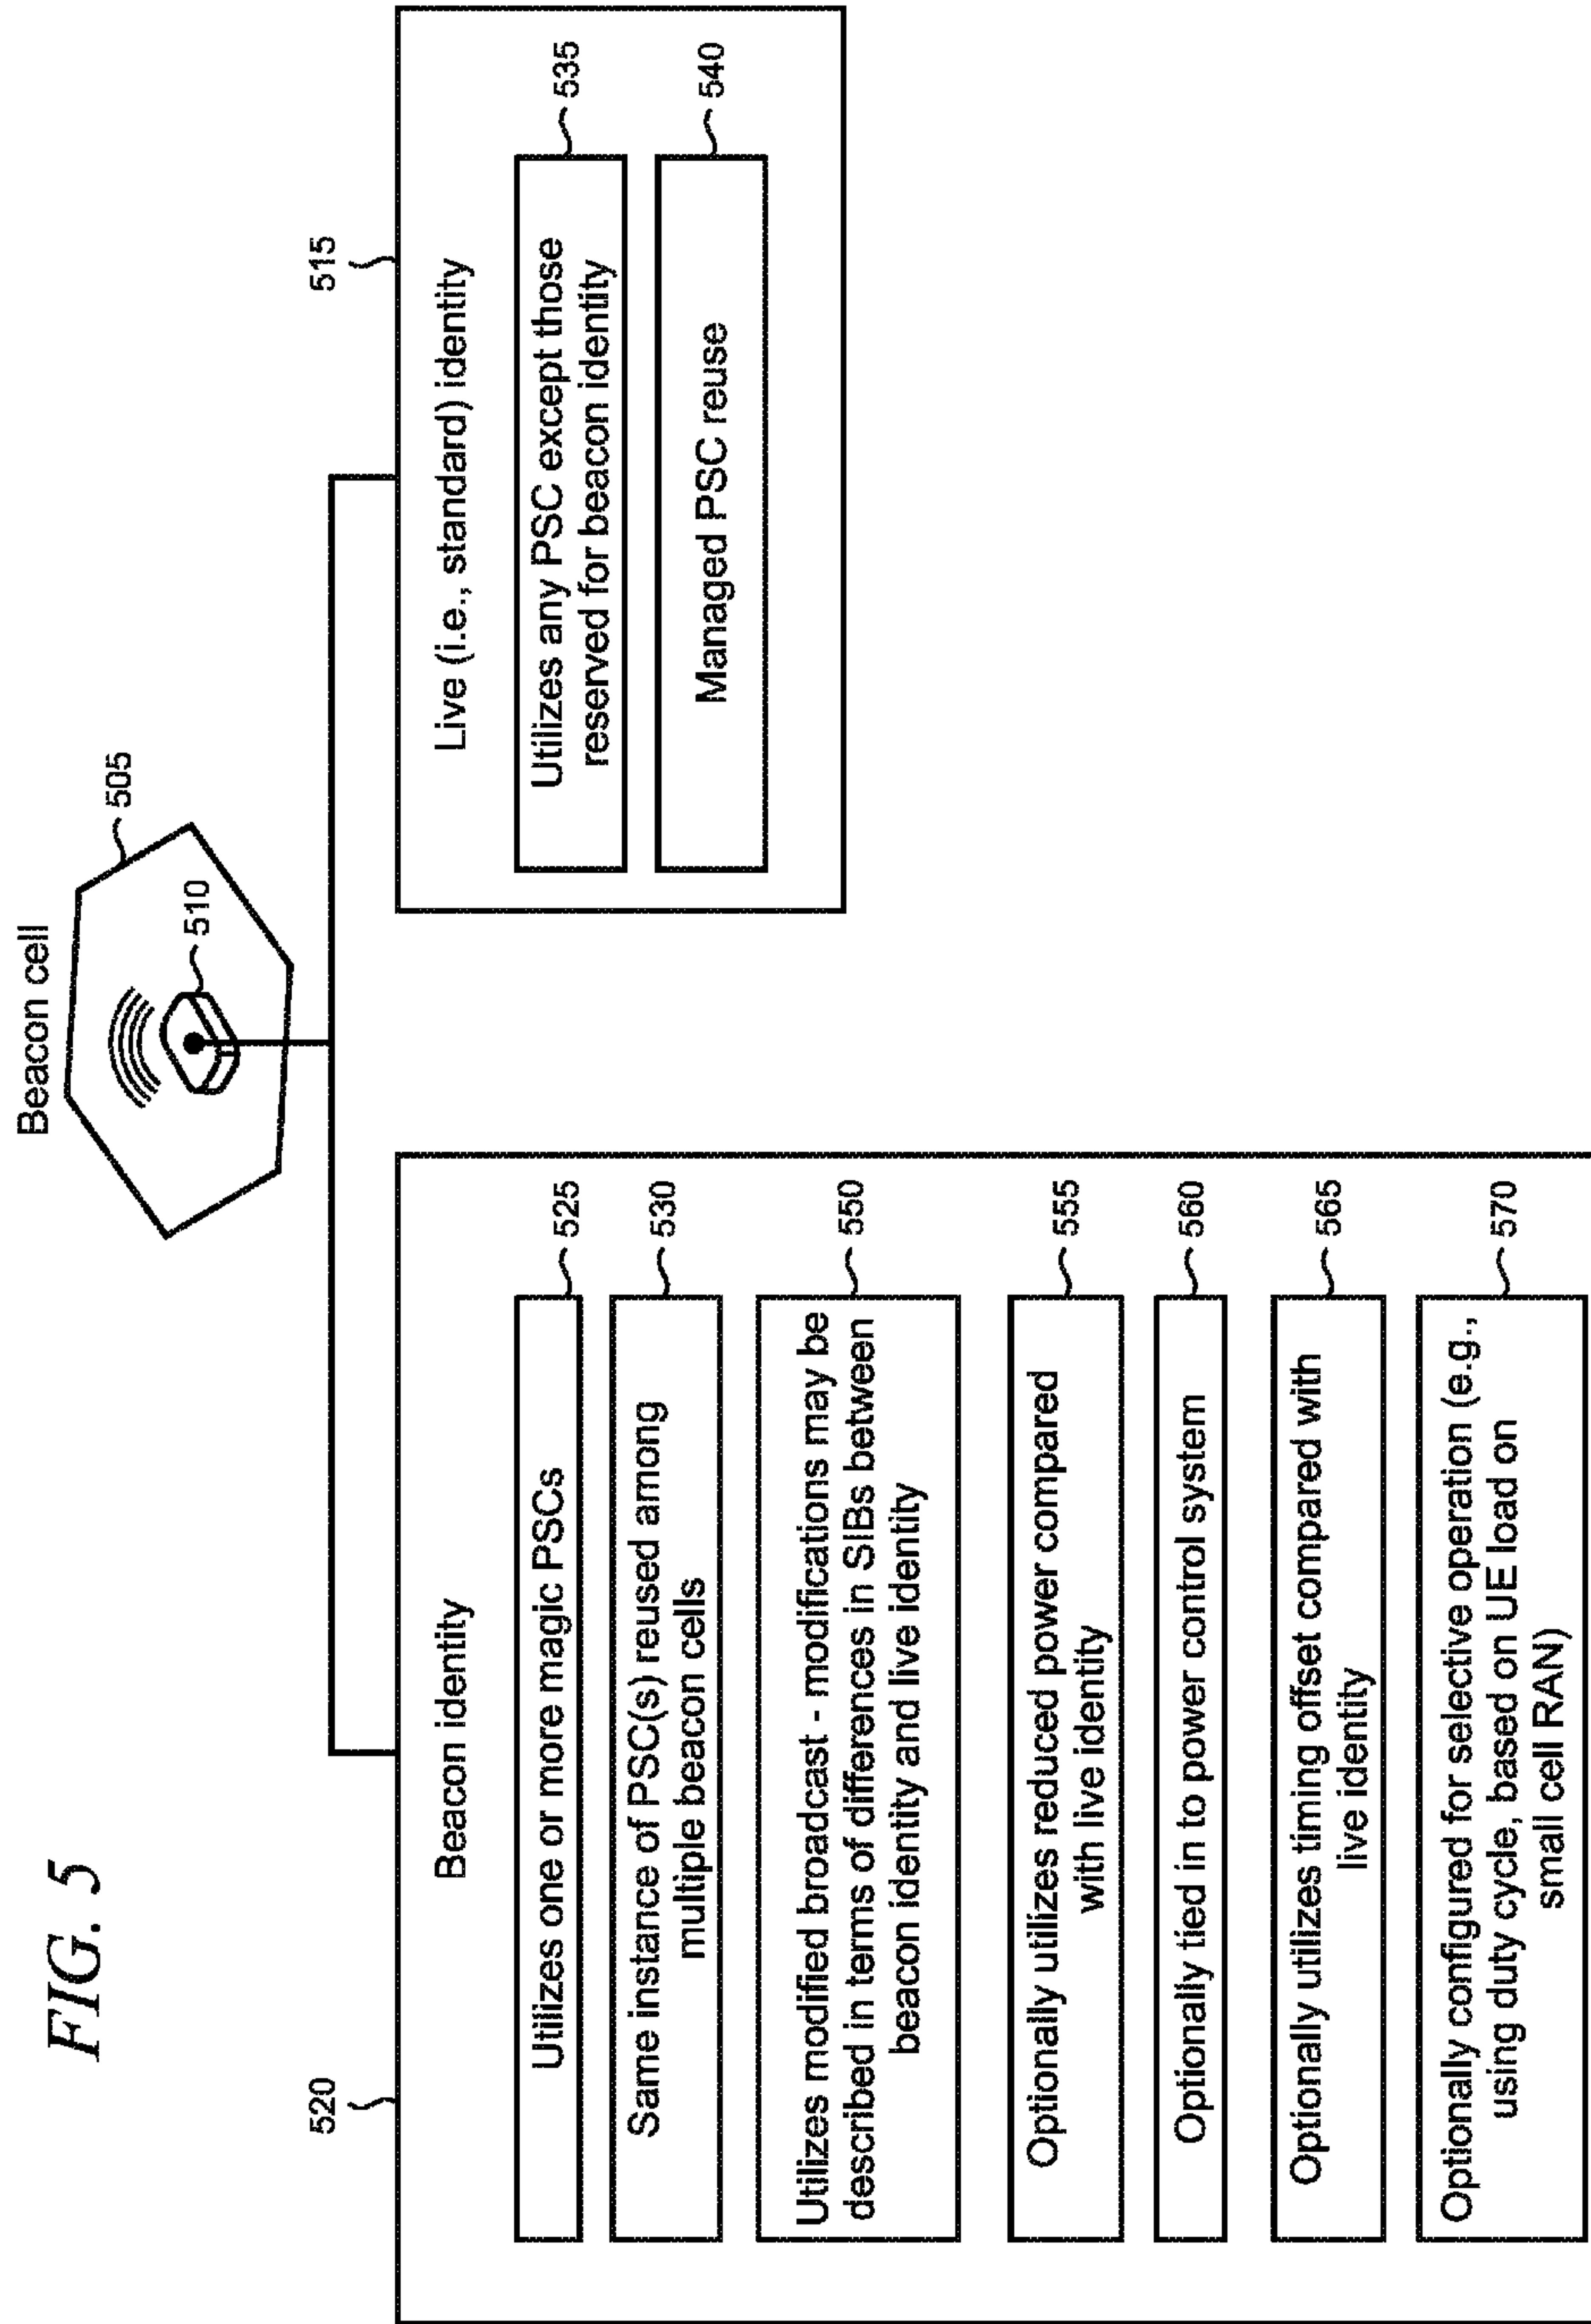 FIG. 5
Beacon cell
505
510
520
Beacon identity
Utilizes one or more magic PSCs
525
Same instance of PSC(s) reused among
multiple beacon cells
530
Utilizes modified broadcast - modifications may be
described in terms of differences in SIBs between
beacon identity and live identity
550
Optionally utilizes reduced power compared
with live identity
555
Optionally tied in to power control system
560
Optionally utilizes timing offset compared with
live identity
565
Optionally configured for selective operation (e.g.,
using duty cycle, based on UE load on
small cell RAN)
570
515
Live (i.e., standard) identity
Utilizes any PSC except those
reserved for beacon identity
535
Managed PSC reuse
540